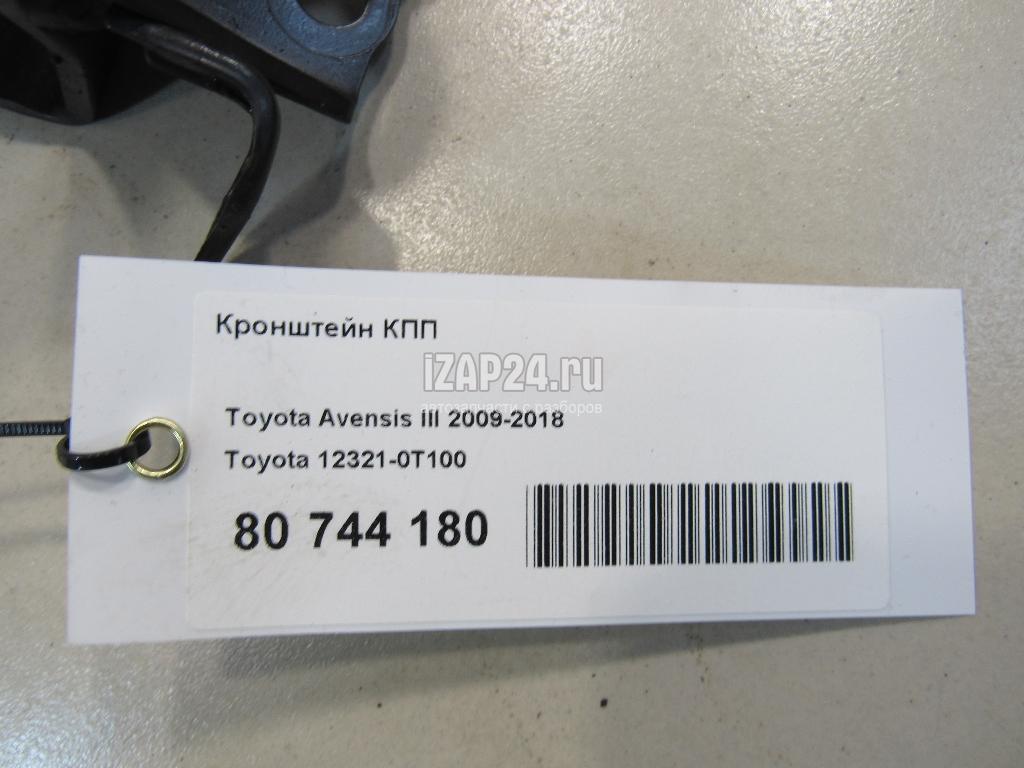 Кронштейн КПП
iZAP24.ru
автозапчасти с разборов
Toyota Avensis III 2009-2018
Toyota 12321-0T100
80 744 180